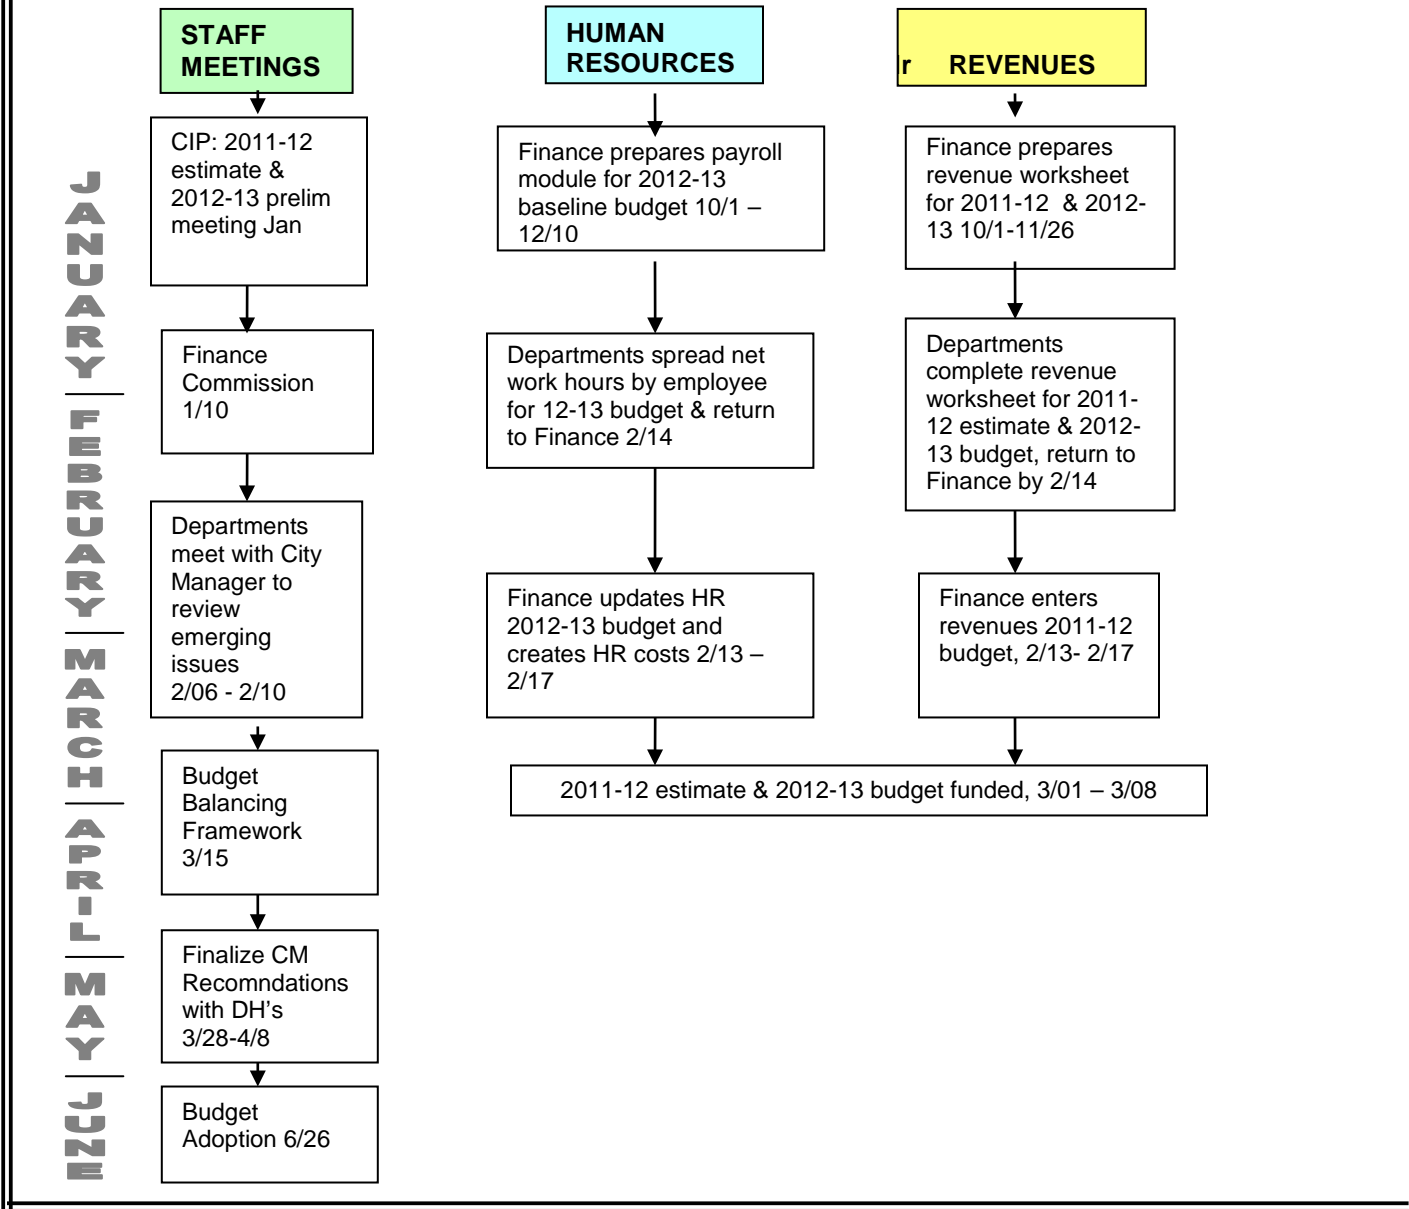 STAFF
MEETINGS
CIP: 2011-12
estimate &
2012-13 prelim
meeting Jan
Finance
Commission
1/10
Departments
meet with City
Manager to
review
emerging
issues
2/06 - 2/10
Budget
Balancing
Framework
3/15
Finalize CM
Recomndations
with DH’s
3/28-4/8
Budget
Adoption 6/26
HUMAN
RESOURCES
Finance prepares payroll
module for 2012-13
baseline budget 10/1 –
12/10
Departments spread net
work hours by employee
for 12-13 budget & return
to Finance 2/14
Finance updates HR
2012-13 budget and
creates HR costs 2/13 –
2/17
REVENUES
Finance prepares
revenue worksheet
for 2011-12 & 2012-
13 10/1-11/26
Departments
complete revenue
worksheet for 2011-
12 estimate & 2012-
13 budget, return to
Finance by 2/14
Finance enters
revenues 2011-12
budget, 2/13- 2/17
2011-12 estimate & 2012-13 budget funded, 3/01 – 3/08
JANUARY
FEBRUARY
MARCH
APRIL
MAY
JUNE